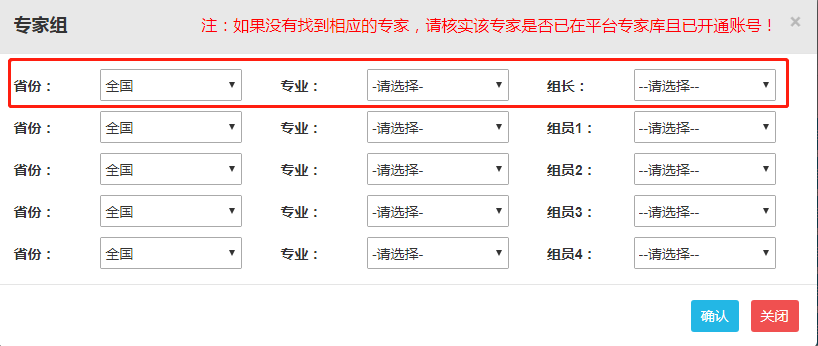 专家组 注：如果没有找到相应的专家，请核实该专家是否已在平台专家库且已开通账号！ ×
省份： 全国 专业： -请选择- 组长： --请选择--
省份： 全国 专业： -请选择- 组员1： --请选择--
省份： 全国 专业： -请选择- 组员2： --请选择--
省份： 全国 专业： -请选择- 组员3： --请选择--
省份： 全国 专业： -请选择- 组员4： --请选择--
确认 关闭